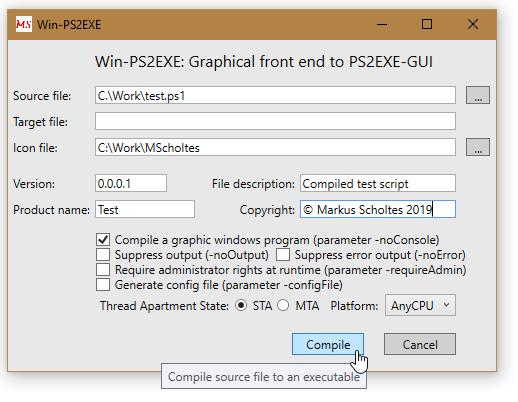 MS Win-PS2EXE
Win-PS2EXE: Graphical front end to PS2EXE-GUI
Source file: C.\Work\test.ps1 ...
Target file:
Icon file: C:\Work\MScholtes ...
Version: 0.0.0.1 File description: Compiled test script
Product name: Test Copyright: © Markus Scholtes 2019
Compile a graphic windows program (parameter -noConsole)
Suppress output (-noOutput) Suppress error output (-noError)
Require administrator rights at runtime (parameter -requireAdmin)
Generate config file (parameter -configFile)
Thread Apartment State: STA MTA Platform: AnyCPU
Compile Cancel
Compile source file to an executable